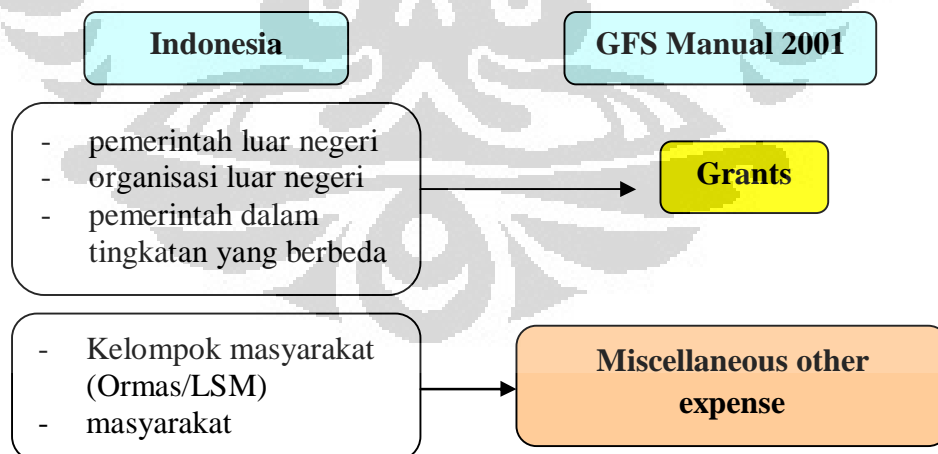 Indonesia
GFS Manual 2001
- pemerintah luar negeri
- organisasi luar negeri
- pemerintah dalam
tingkatan yang berbeda
Grants
- Kelompok masyarakat
(Ormas/LSM)
- masyarakat
Miscellaneous other
expense